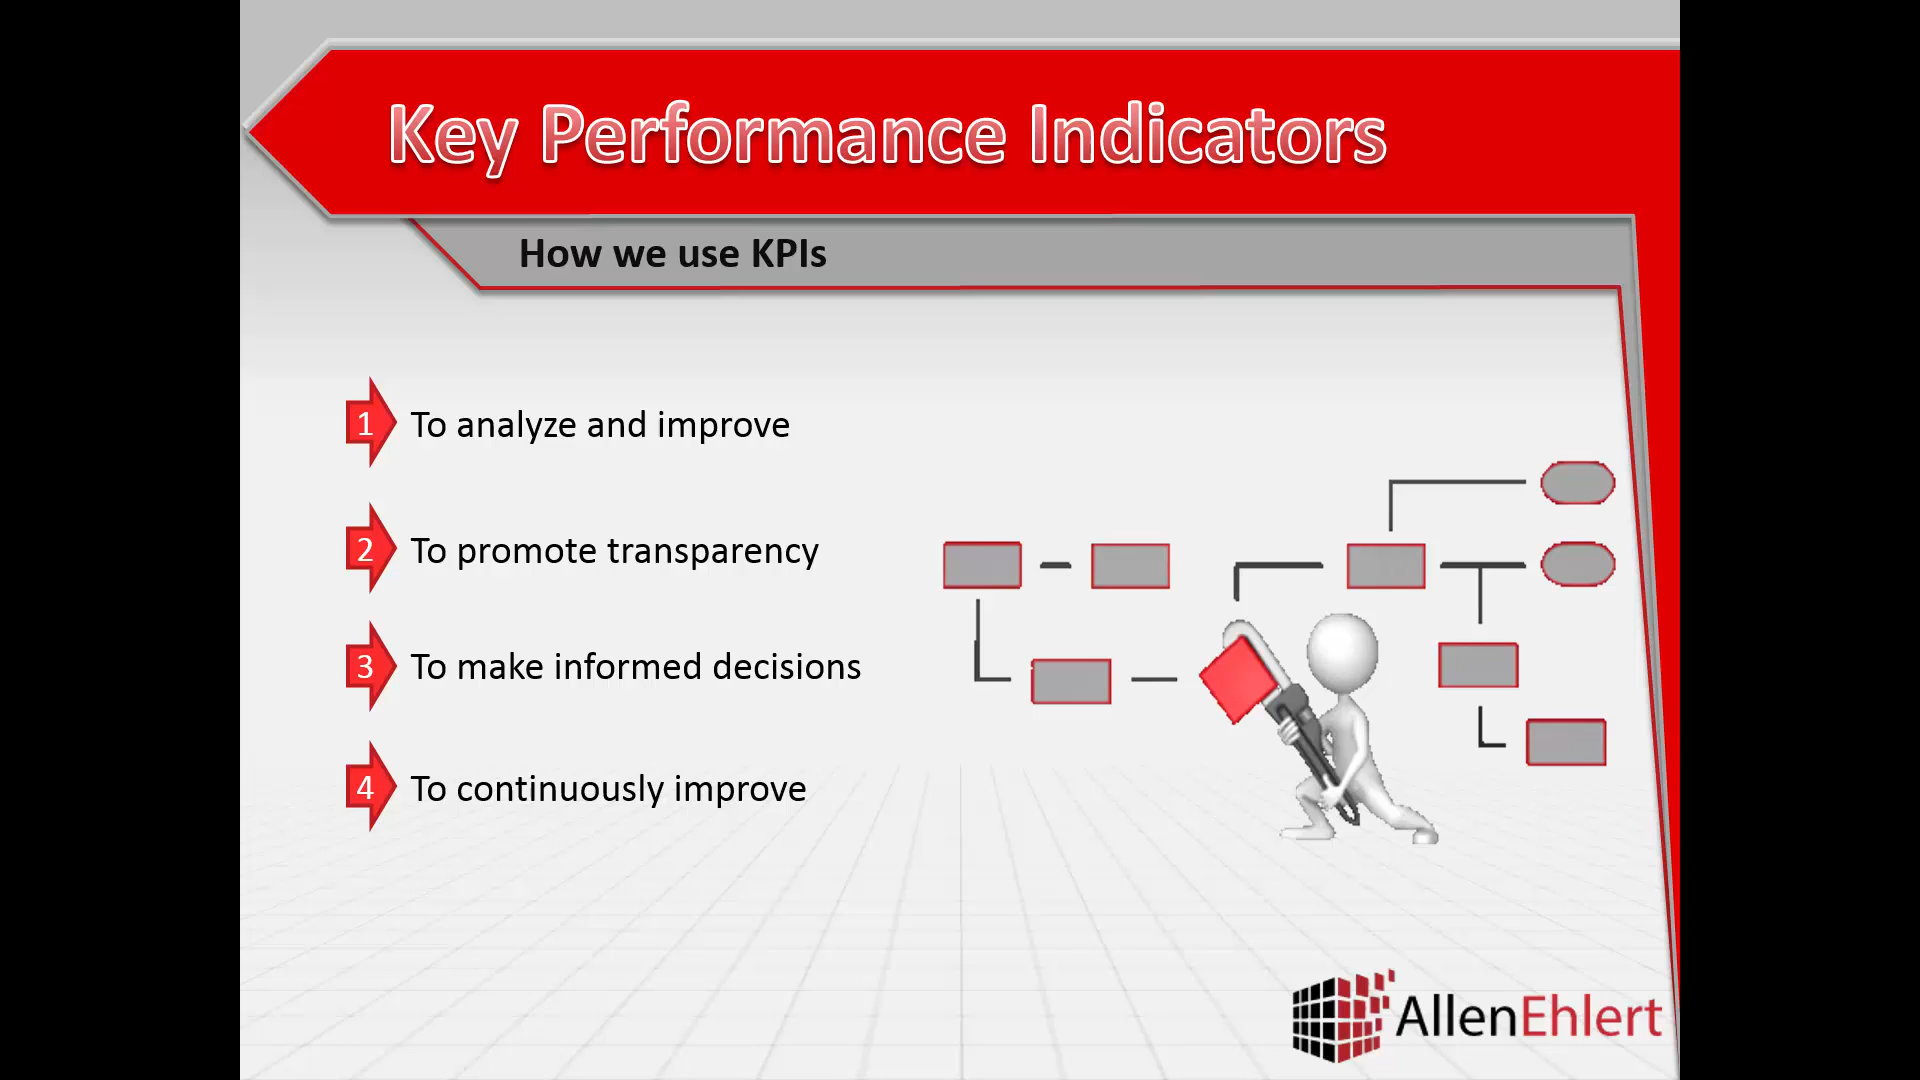 Key Performance Indicators
How we use KPIs
1 To analyze and improve
2 To promote transparency
3 To make informed decisions
4 To continuously improve
AllenEhlert